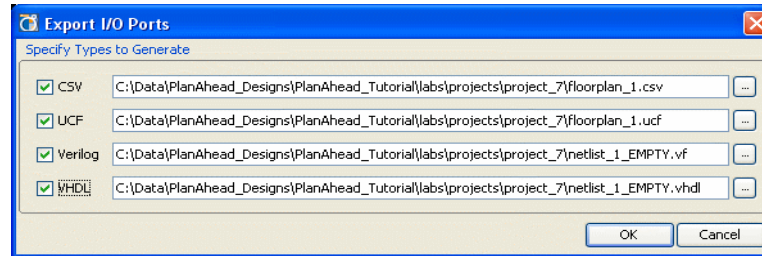 Export I/O Ports
Specify Types to Generate
CSV C:\Data\PlanAhead_Designs\PlanAhead_Tutorial\labs\projects\project_7\floorplan_1.csv ...
UCF C:\Data\PlanAhead_Designs\PlanAhead_Tutorial\labs\projects\project_7\floorplan_1.ucf ...
Verilog C:\Data\PlanAhead_Designs\PlanAhead_Tutorial\labs\projects\project_7\netlist_1_EMPTY.vf ...
VHDL C:\Data\PlanAhead_Designs\PlanAhead_Tutorial\labs\projects\project_7\netlist_1_EMPTY.vhdl ...
OK Cancel